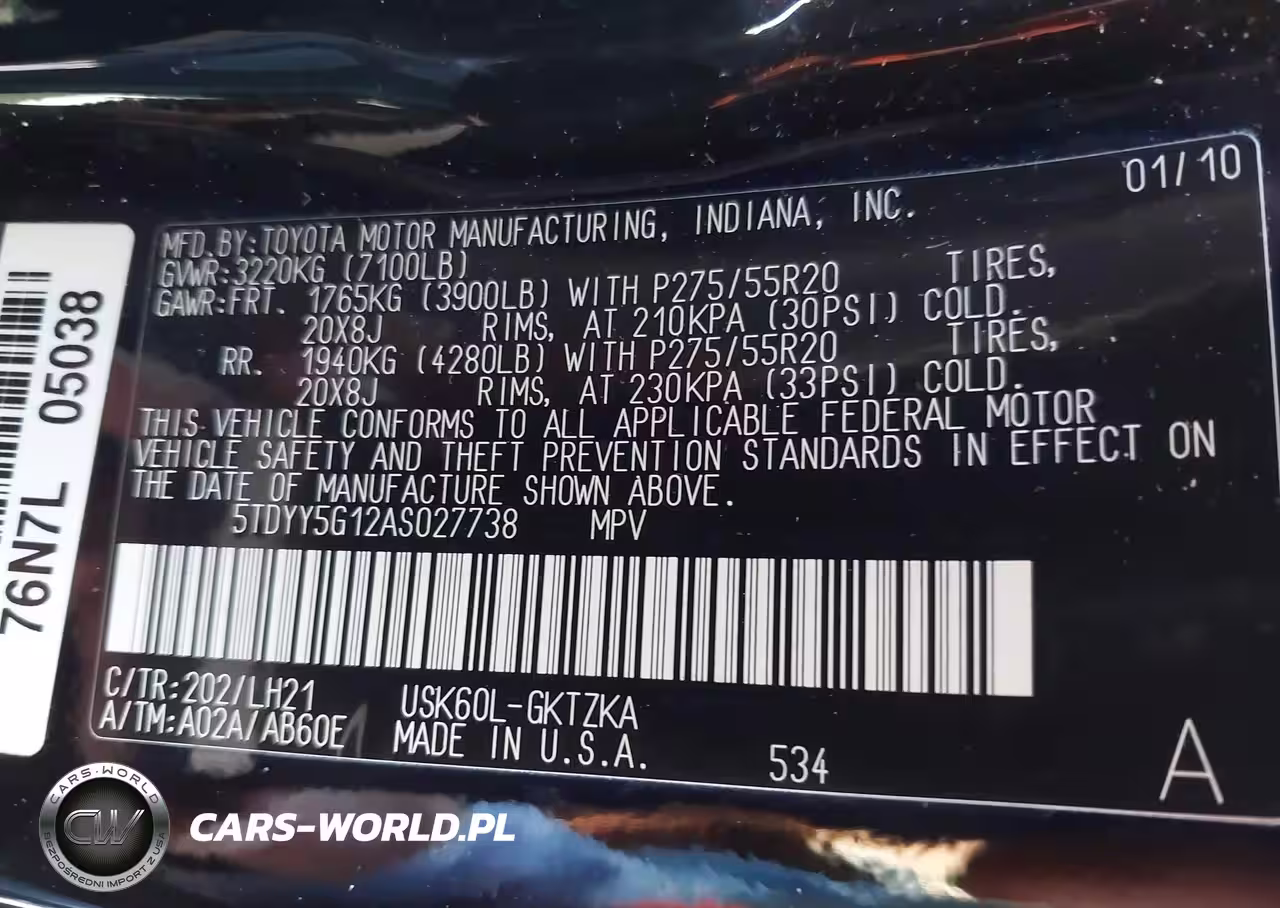 01/10
MFD.BY:TOYOTA MOTOR MANUFACTURING, INDIANA, INC.
GVWR:3220KG (7100LB)
GAWR:FRT. 1765KG (3900LB) WITH P275/55R20 TIRES,
20X8J RIMS, AT 210KPA (30PSI) COLD.
RR. 1940KG (4280LB) WITH P275/55R20 TIRES,
20X8J RIMS, AT 230KPA (33PSI) COLD.
THIS VEHICLE CONFORMS TO ALL APPLICABLE FEDERAL MOTOR
VEHICLE SAFETY AND THEFT PREVENTION STANDARDS IN EFFECT ON
THE DATE OF MANUFACTURE SHOWN ABOVE.
5TDYY5G12AS027738 MPV
C/TR:202/LH21 USK60L-GKTZKA
A/TM:A02A/AB60E MADE IN U.S.A. 534 A
76N7L 05038
CARS-WORLD
CW
BEZPOŚREDNI IMPORT Z USA
CARS-WORLD.PL